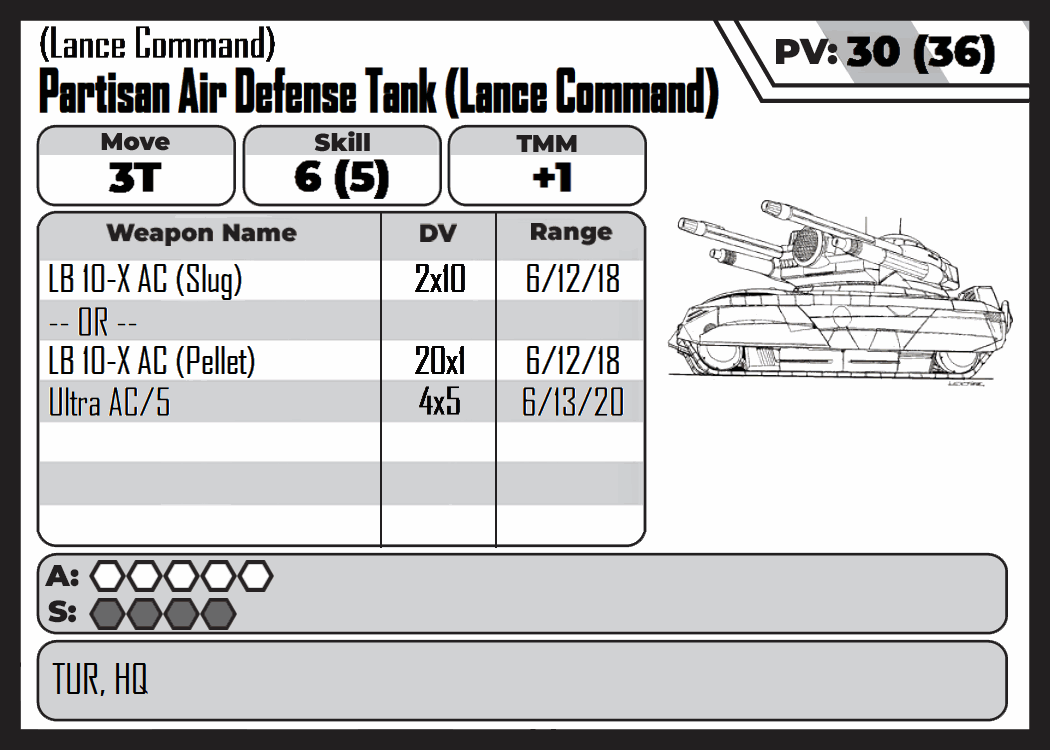 (Lance Command)
Partisan Air Defense Tank (Lance Command)
PV: 30 (36)
Move Skill TMM
3T 6 (5) +1
Weapon Name DV Range
LB 10-X AC (Slug) 2x10 6/12/18
-- OR --
LB 10-X AC (Pellet) 20x1 6/12/18
Ultra AC/5 4x5 6/13/20
A:
S:
TUR, HQ